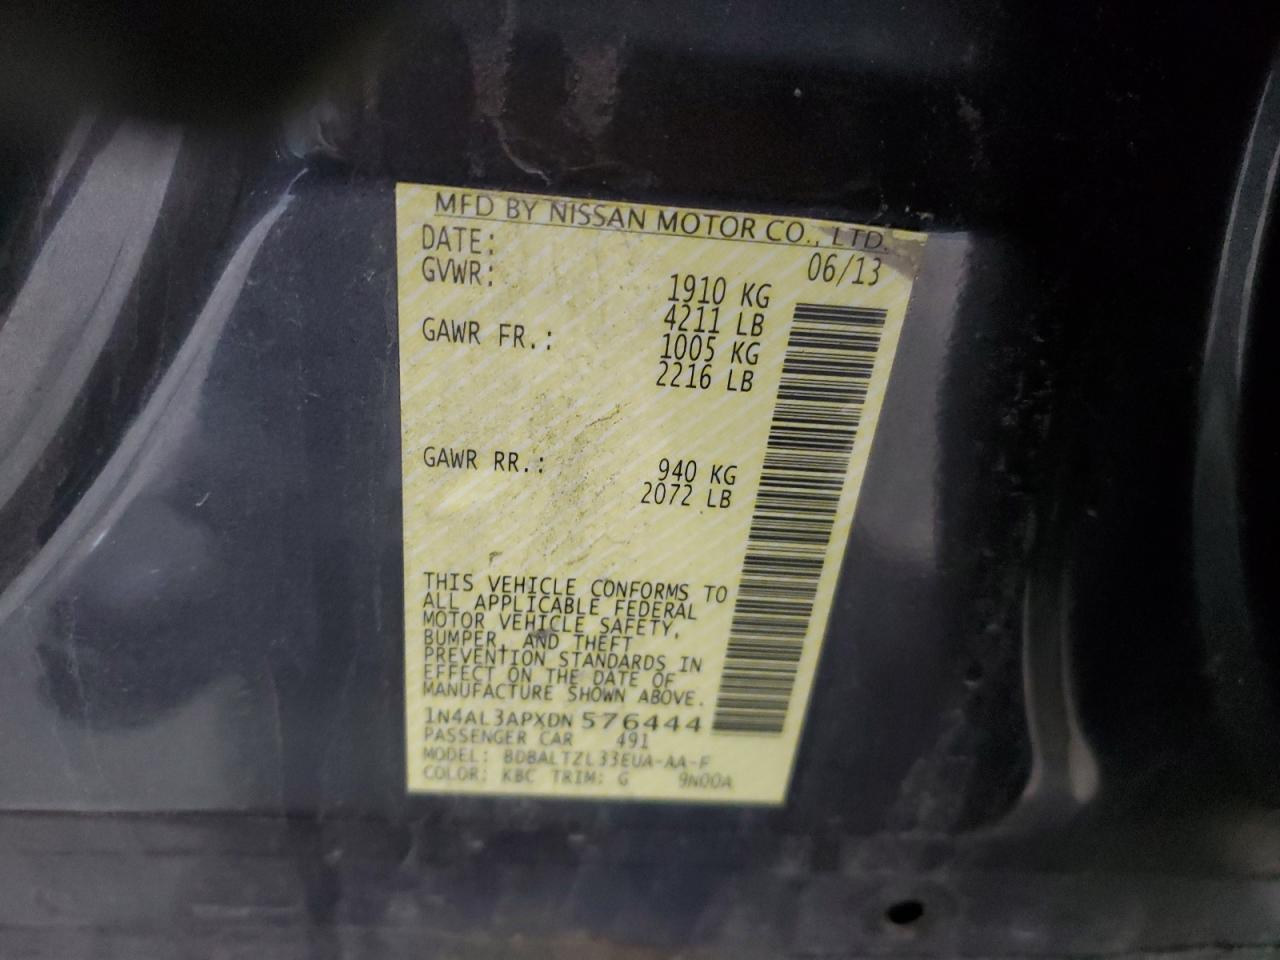 MFD BY NISSAN MOTOR CO., LTD.
DATE: 06/13
GVWR: 1910 KG
4211 LB
GAWR FR.: 1005 KG
2216 LB
GAWR RR.: 940 KG
2072 LB
THIS VEHICLE CONFORMS TO
ALL APPLICABLE FEDERAL
MOTOR VEHICLE SAFETY,
BUMPER, AND THEFT
PREVENTION STANDARDS IN
EFFECT ON THE DATE OF
MANUFACTURE SHOWN ABOVE.
1N4AL3APXDN576444
PASSENGER CAR 491
MODEL: BDBALTZL33EUA-AA-F
COLOR: KBC TRIM: G 9N00A